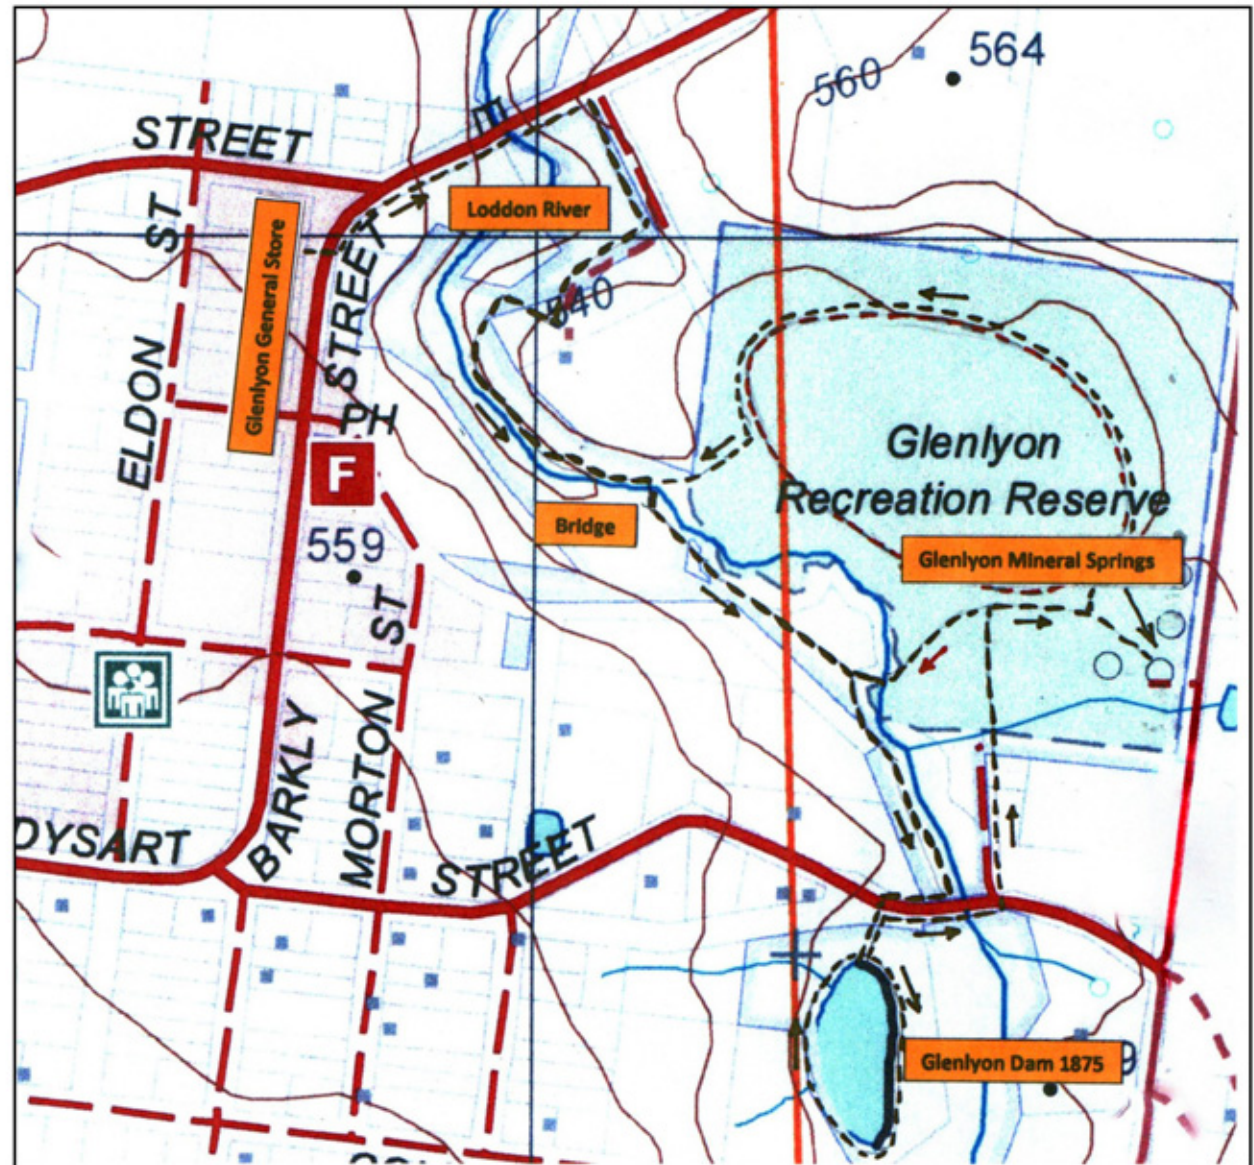 564
560
STREET
ST
Loddon River
Glenlyon General Store
STREET
540
ELDON
PH
F
Glenlyon
Recreation Reserve
Bridge
559
Glenlyon Mineral Springs
ST
BARKLY
MORTON
DYSART
STREET
Glenlyon Dam 1875
9